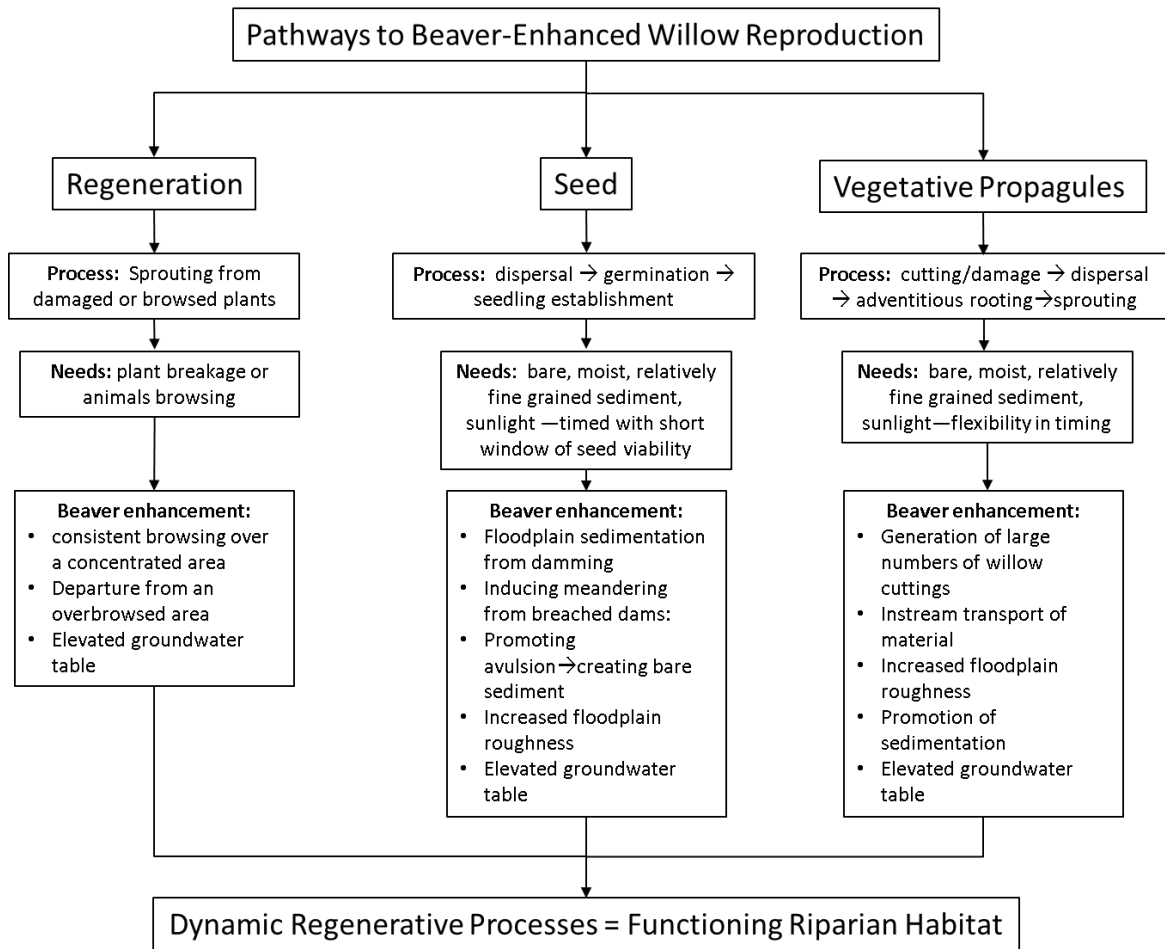 Pathways to Beaver-Enhanced Willow Reproduction
Regeneration
Process: Sprouting from
damaged or browsed plants
Needs: plant breakage or
animals browsing
Beaver enhancement:
• consistent browsing over
a concentrated area
• Departure from an
overbrowsed area
• Elevated groundwater
table
Seed
Process: dispersal → germination →
seedling establishment
Needs: bare, moist, relatively
fine grained sediment,
sunlight —timed with short
window of seed viability
Beaver enhancement:
• Floodplain sedimentation
from damming
• Inducing meandering
from breached dams:
• Promoting
avulsion→creating bare
sediment
• Increased floodplain
roughness
• Elevated groundwater
table
Vegetative Propagules
Process: cutting/damage → dispersal
→ adventitious rooting→sprouting
Needs: bare, moist, relatively
fine grained sediment,
sunlight—flexibility in timing
Beaver enhancement:
• Generation of large
numbers of willow
cuttings
• Instream transport of
material
• Increased floodplain
roughness
• Promotion of
sedimentation
• Elevated groundwater
table
Dynamic Regenerative Processes = Functioning Riparian Habitat